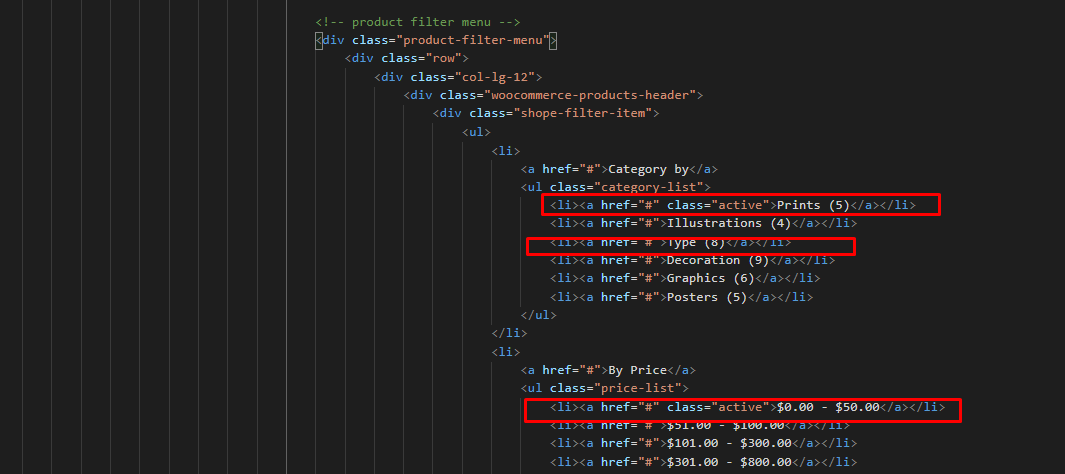 <!-- product filter menu -->
<div class="product-filter-menu">
<div class="row">
<div class="col-lg-12">
<div class="woocommerce-products-header">
<div class="shope-filter-item">
<ul>
<li>
<a href="#">Category by</a>
<ul class="category-list">
<li><a href="#" class="active">Prints (5)</a></li>
<li><a href="#">Illustrations (4)</a></li>
<li><a href="#">Type (8)</a></li>
<li><a href="#">Decoration (9)</a></li>
<li><a href="#">Graphics (6)</a></li>
<li><a href="#">Posters (5)</a></li>
</ul>
</li>
<li>
<a href="#">By Price</a>
<ul class="price-list">
<li><a href="#" class="active">$0.00 - $50.00</a></li>
<li><a href="#">$51.00 - $100.00</a></li>
<li><a href="#">$101.00 - $300.00</a></li>
<li><a href="#">$301.00 - $800.00</a></li>